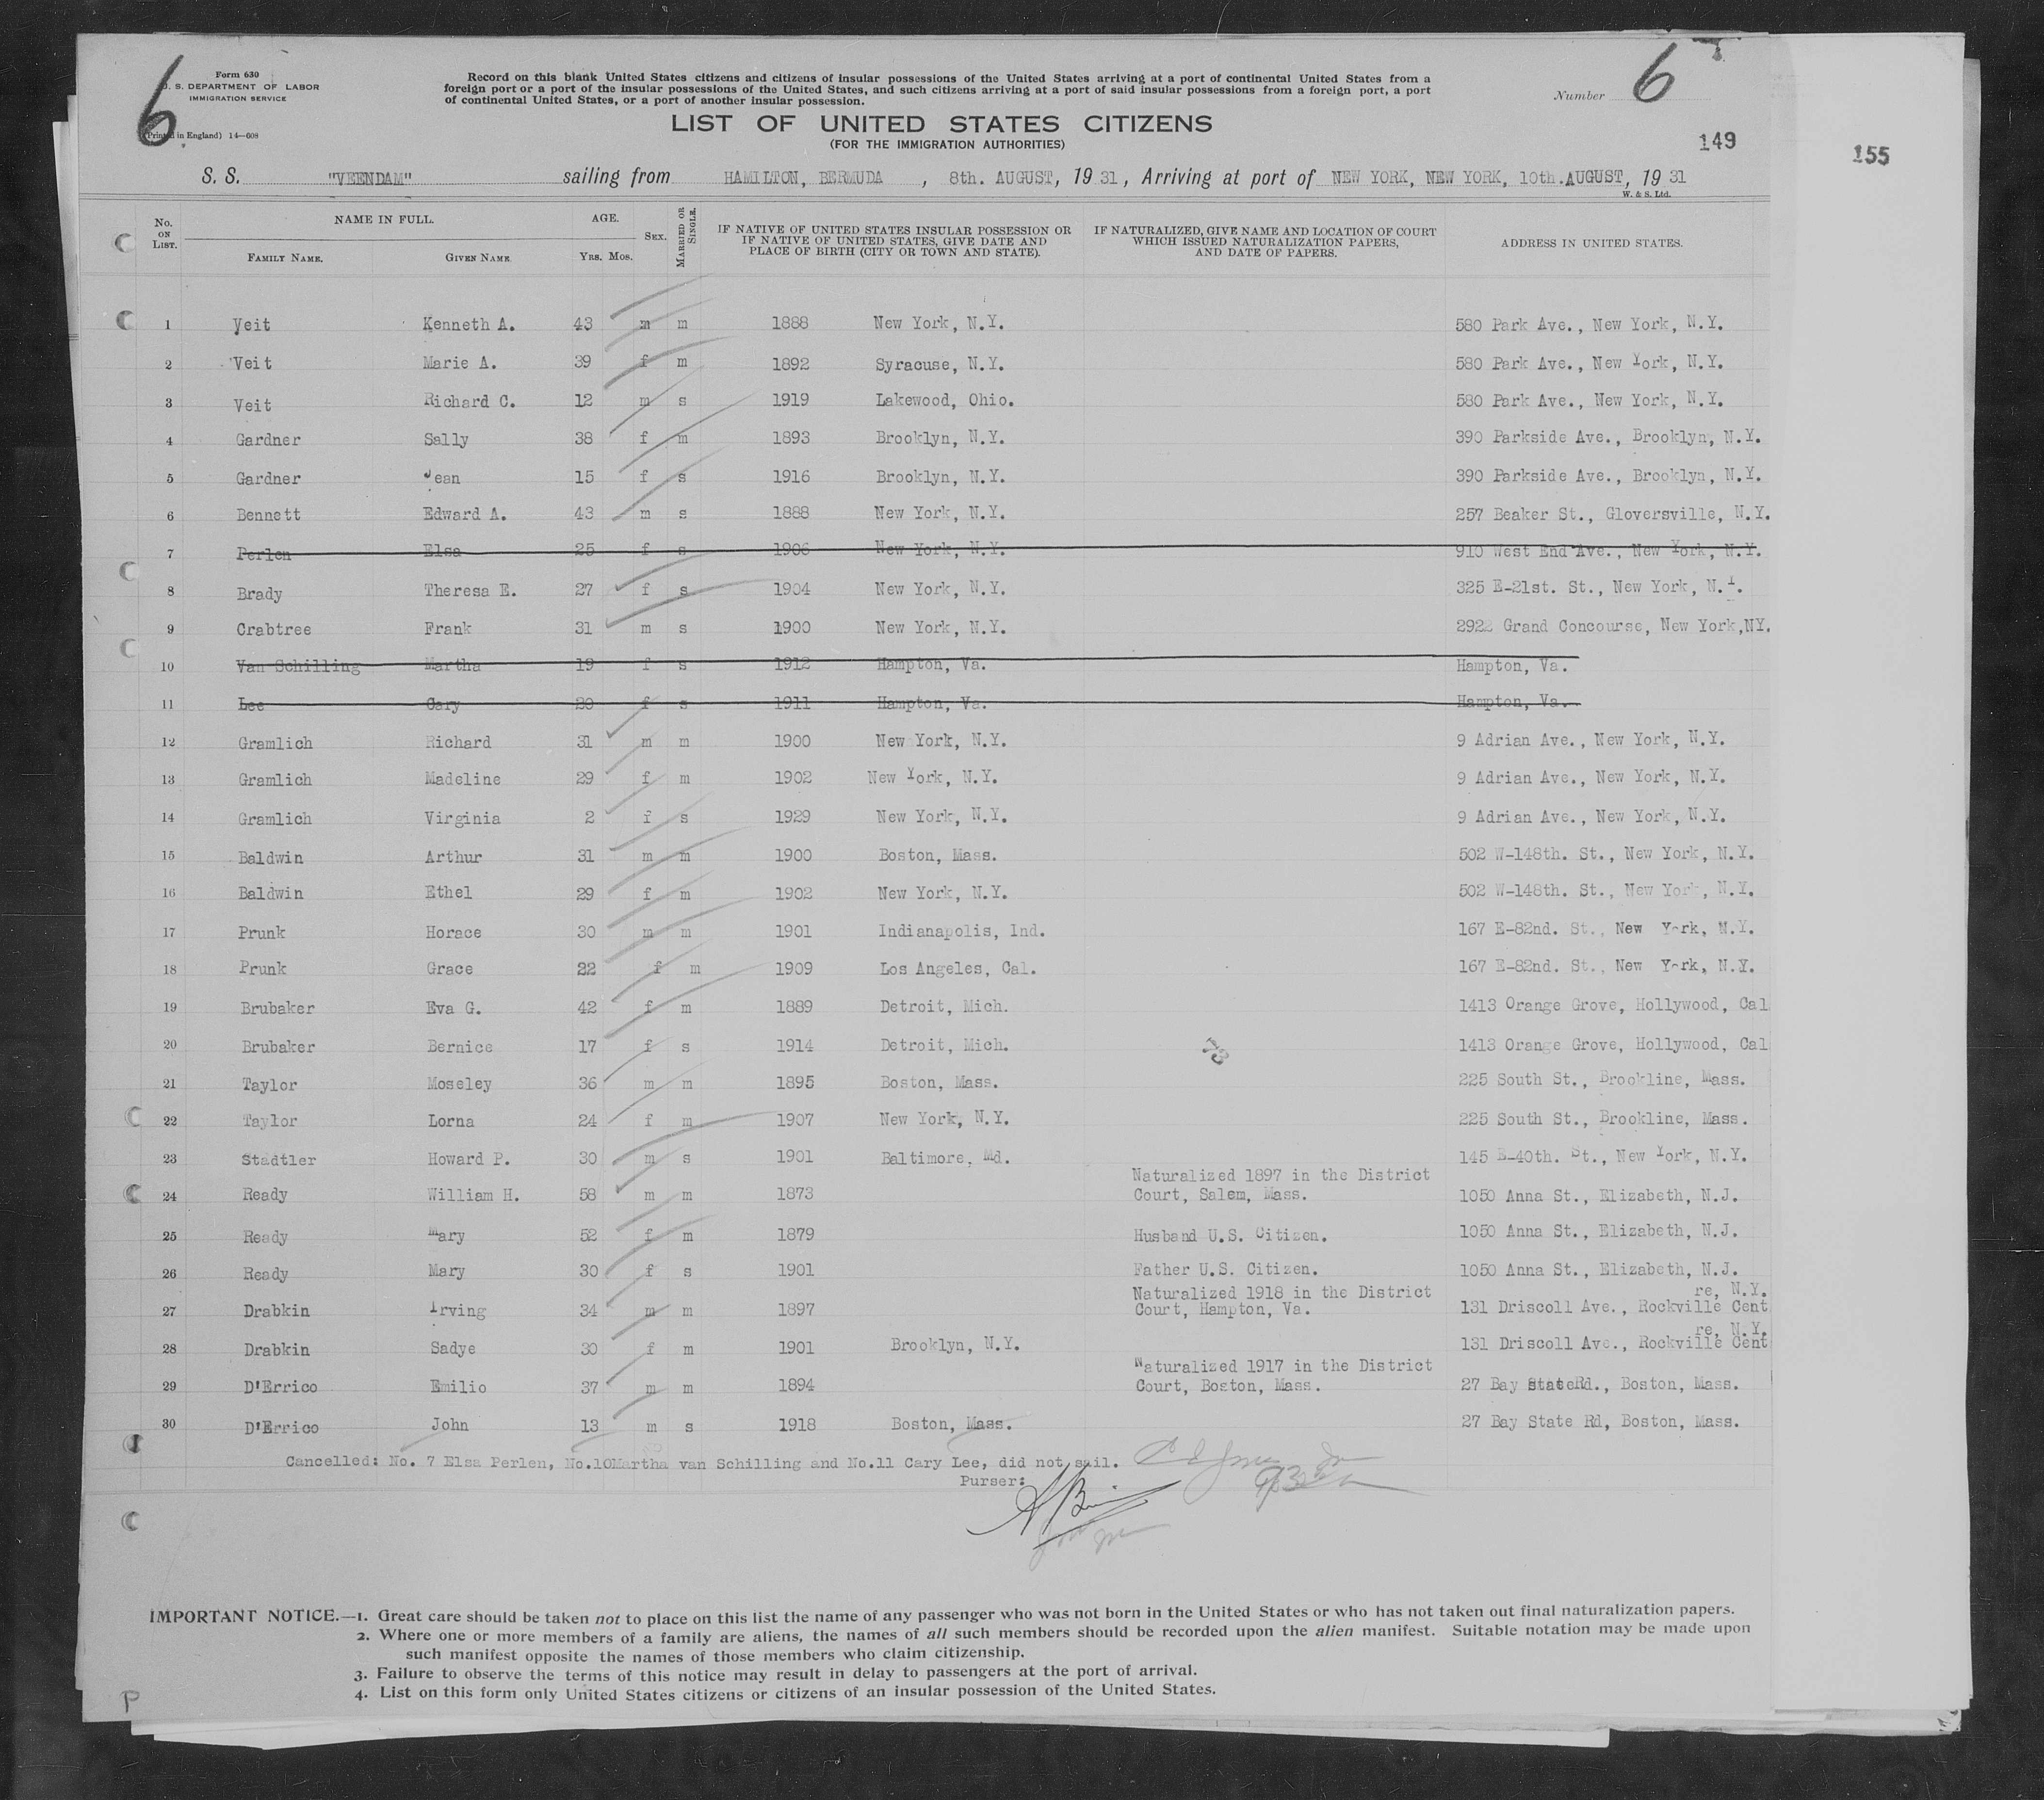 6
Form 630
U. S. DEPARTMENT OF LABOR
IMMIGRATION SERVICE
(Printed in England) 14—608
Record on this blank United States citizens and citizens of insular possessions of the United States arriving at a port of continental United States from a
foreign port or a port of the insular possessions of the United States, and such citizens arriving at a port of said insular possessions from a foreign port, a port
of continental United States, or a port of another insular possession.
Number 6
LIST OF UNITED STATES CITIZENS
(FOR THE IMMIGRATION AUTHORITIES)
149
155
S. S. "VEENDAM" sailing from HAMILTON, BERMUDA, 8th. AUGUST, 19 31, Arriving at port of NEW YORK, NEW YORK, 10th. AUGUST, 19 31
W. & S. Ltd.
No. ON LIST. NAME IN FULL. FAMILY NAME. GIVEN NAME. AGE. YRS. MOS. SEX. MARRIED OR SINGLE. IF NATIVE OF UNITED STATES INSULAR POSSESSION OR IF NATIVE OF UNITED STATES, GIVE DATE AND PLACE OF BIRTH (CITY OR TOWN AND STATE). IF NATURALIZED, GIVE NAME AND LOCATION OF COURT WHICH ISSUED NATURALIZATION PAPERS, AND DATE OF PAPERS. ADDRESS IN UNITED STATES.
1 Veit Kenneth A. 43 m m 1888 New York, N.Y. 580 Park Ave., New York, N.Y.
2 Veit Marie A. 39 f m 1892 Syracuse, N.Y. 580 Park Ave., New York, N.Y.
3 Veit Richard C. 12 m s 1919 Lakewood, Ohio. 580 Park Ave., New York, N.Y.
4 Gardner Sally 38 f m 1893 Brooklyn, N.Y. 390 Parkside Ave., Brooklyn, N.Y.
5 Gardner Jean 15 f s 1916 Brooklyn, N.Y. 390 Parkside Ave., Brooklyn, N.Y.
6 Bennett Edward A. 43 m s 1888 New York, N.Y. 257 Beaker St., Gloversville, N.Y.
7 Perlen Elsa 25 f s 1906 New York, N.Y. 910 West End Ave., New York, N.Y.
8 Brady Theresa E. 27 f s 1904 New York, N.Y. 325 E-21st. St., New York, N.Y.
9 Crabtree Frank 31 m s 1900 New York, N.Y. 2922 Grand Concourse, New York,NY.
10 Van Schilling Martha 19 f s 1912 Hampton, Va. Hampton, Va.
11 Lee Cary 20 f s 1911 Hampton, Va. Hampton, Va.
12 Gramlich Richard 31 m m 1900 New York, N.Y. 9 Adrian Ave., New York, N.Y.
13 Gramlich Madeline 29 f m 1902 New York, N.Y. 9 Adrian Ave., New York, N.Y.
14 Gramlich Virginia 2 f s 1929 New York, N.Y. 9 Adrian Ave., New York, N.Y.
15 Baldwin Arthur 31 m m 1900 Boston, Mass. 502 W-148th. St., New York, N.Y.
16 Baldwin Ethel 29 f m 1902 New York, N.Y. 502 W-148th. St., New York, N.Y.
17 Prunk Horace 30 m m 1901 Indianapolis, Ind. 167 E-82nd. St., New York, N.Y.
18 Prunk Grace 22 f m 1909 Los Angeles, Cal. 167 E-82nd. St., New York, N.Y.
19 Brubaker Eva G. 42 f m 1889 Detroit, Mich. 1413 Orange Grove, Hollywood, Cal
20 Brubaker Bernice 17 f s 1914 Detroit, Mich. 73 1413 Orange Grove, Hollywood, Cal
21 Taylor Moseley 36 m m 1895 Boston, Mass. 225 South St., Brookline, Mass.
22 Taylor Lorna 24 f m 1907 New York, N.Y. 225 South St., Brookline, Mass.
23 Stadtler Howard P. 30 m s 1901 Baltimore, Md. 145 E-40th. St., New York, N.Y.
Naturalized 1897 in the District
24 Ready William H. 58 m m 1873 Court, Salem, Mass. 1050 Anna St., Elizabeth, N.J.
25 Ready Mary 52 f m 1879 Husband U.S. Citizen. 1050 Anna St., Elizabeth, N.J.
26 Ready Mary 30 f s 1901 Father U.S. Citizen. 1050 Anna St., Elizabeth, N.J.
Naturalized 1918 in the District re, N.Y.
27 Drabkin Irving 34 m m 1897 Court, Hampton, Va. 131 Driscoll Ave., Rockville Cent
re, N.Y.
28 Drabkin Sadye 30 f m 1901 Brooklyn, N.Y. 131 Driscoll Ave., Rockville Cent
Naturalized 1917 in the District
29 D'Errico Emilio 37 m m 1894 Court, Boston, Mass. 27 Bay State Rd., Boston, Mass.
30 D'Errico John 13 m s 1918 Boston, Mass. 27 Bay State Rd, Boston, Mass.
Cancelled: No. 7 Elsa Perlen, No.10 Martha van Schilling and No.11 Cary Lee, did not sail.
Purser:
IMPORTANT NOTICE.—1. Great care should be taken not to place on this list the name of any passenger who was not born in the United States or who has not taken out final naturalization papers.
2. Where one or more members of a family are aliens, the names of all such members should be recorded upon the alien manifest. Suitable notation may be made upon
such manifest opposite the names of those members who claim citizenship.
3. Failure to observe the terms of this notice may result in delay to passengers at the port of arrival.
4. List on this form only United States citizens or citizens of an insular possession of the United States.
P